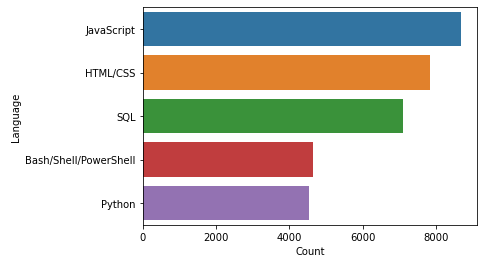 JavaScript
HTML/CSS
SQL
Bash/Shell/PowerShell
Python
Language
0 2000 4000 6000 8000
Count